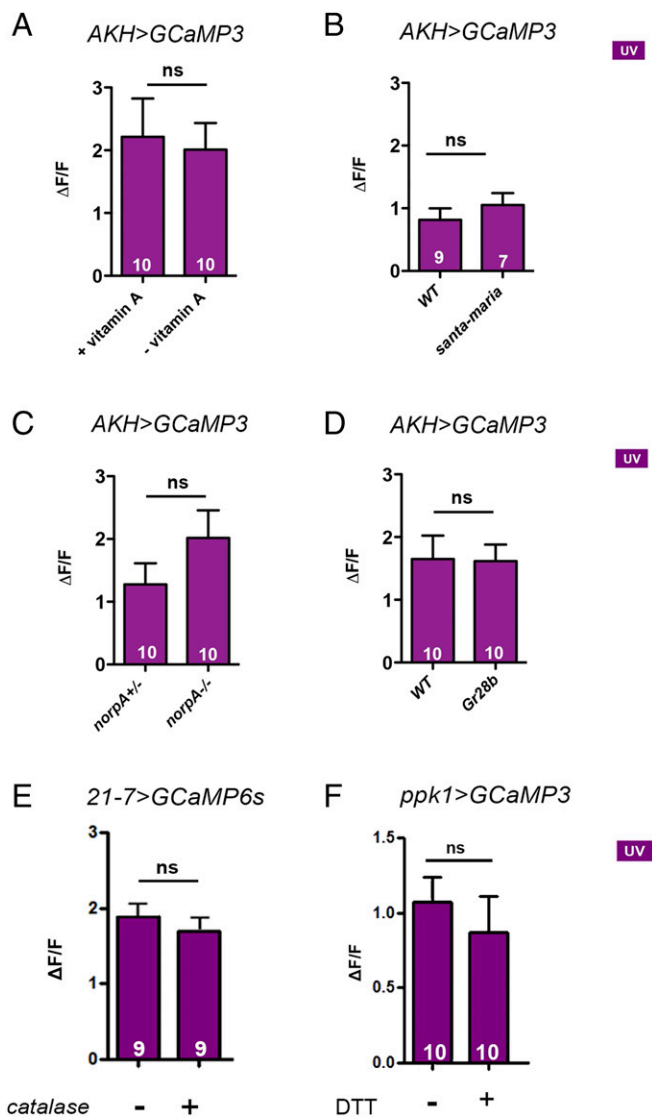 A
AKH>GCaMP3
ns
3
2
1
0
ΔF/F
10
10
+ vitamin A
- vitamin A
B
AKH>GCaMP3
UV
ns
3
2
1
0
ΔF/F
9
7
WT
santa-maria
C
AKH>GCaMP3
ns
3
2
1
0
ΔF/F
10
10
norpA+/-
norpA-/-
D
AKH>GCaMP3
UV
ns
3
2
1
0
ΔF/F
10
10
WT
Gr28b
E
21-7>GCaMP6s
ns
3
2
1
0
ΔF/F
9
9
catalase - +
F
ppk1>GCaMP3
UV
ns
1.5
1.0
0.5
0.0
ΔF/F
10
10
DTT - +